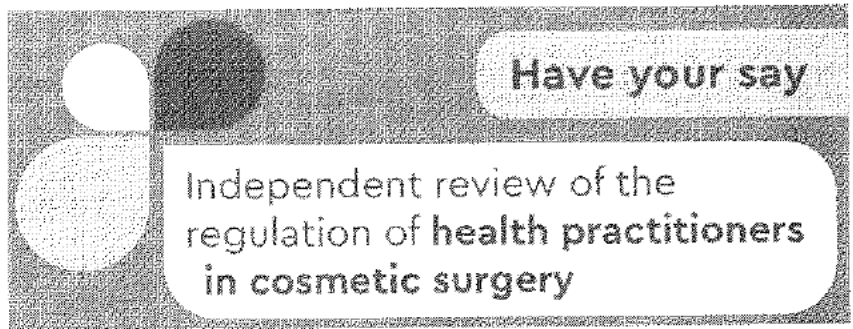 Have your say
Independent review of the
regulation of health practitioners
in cosmetic surgery